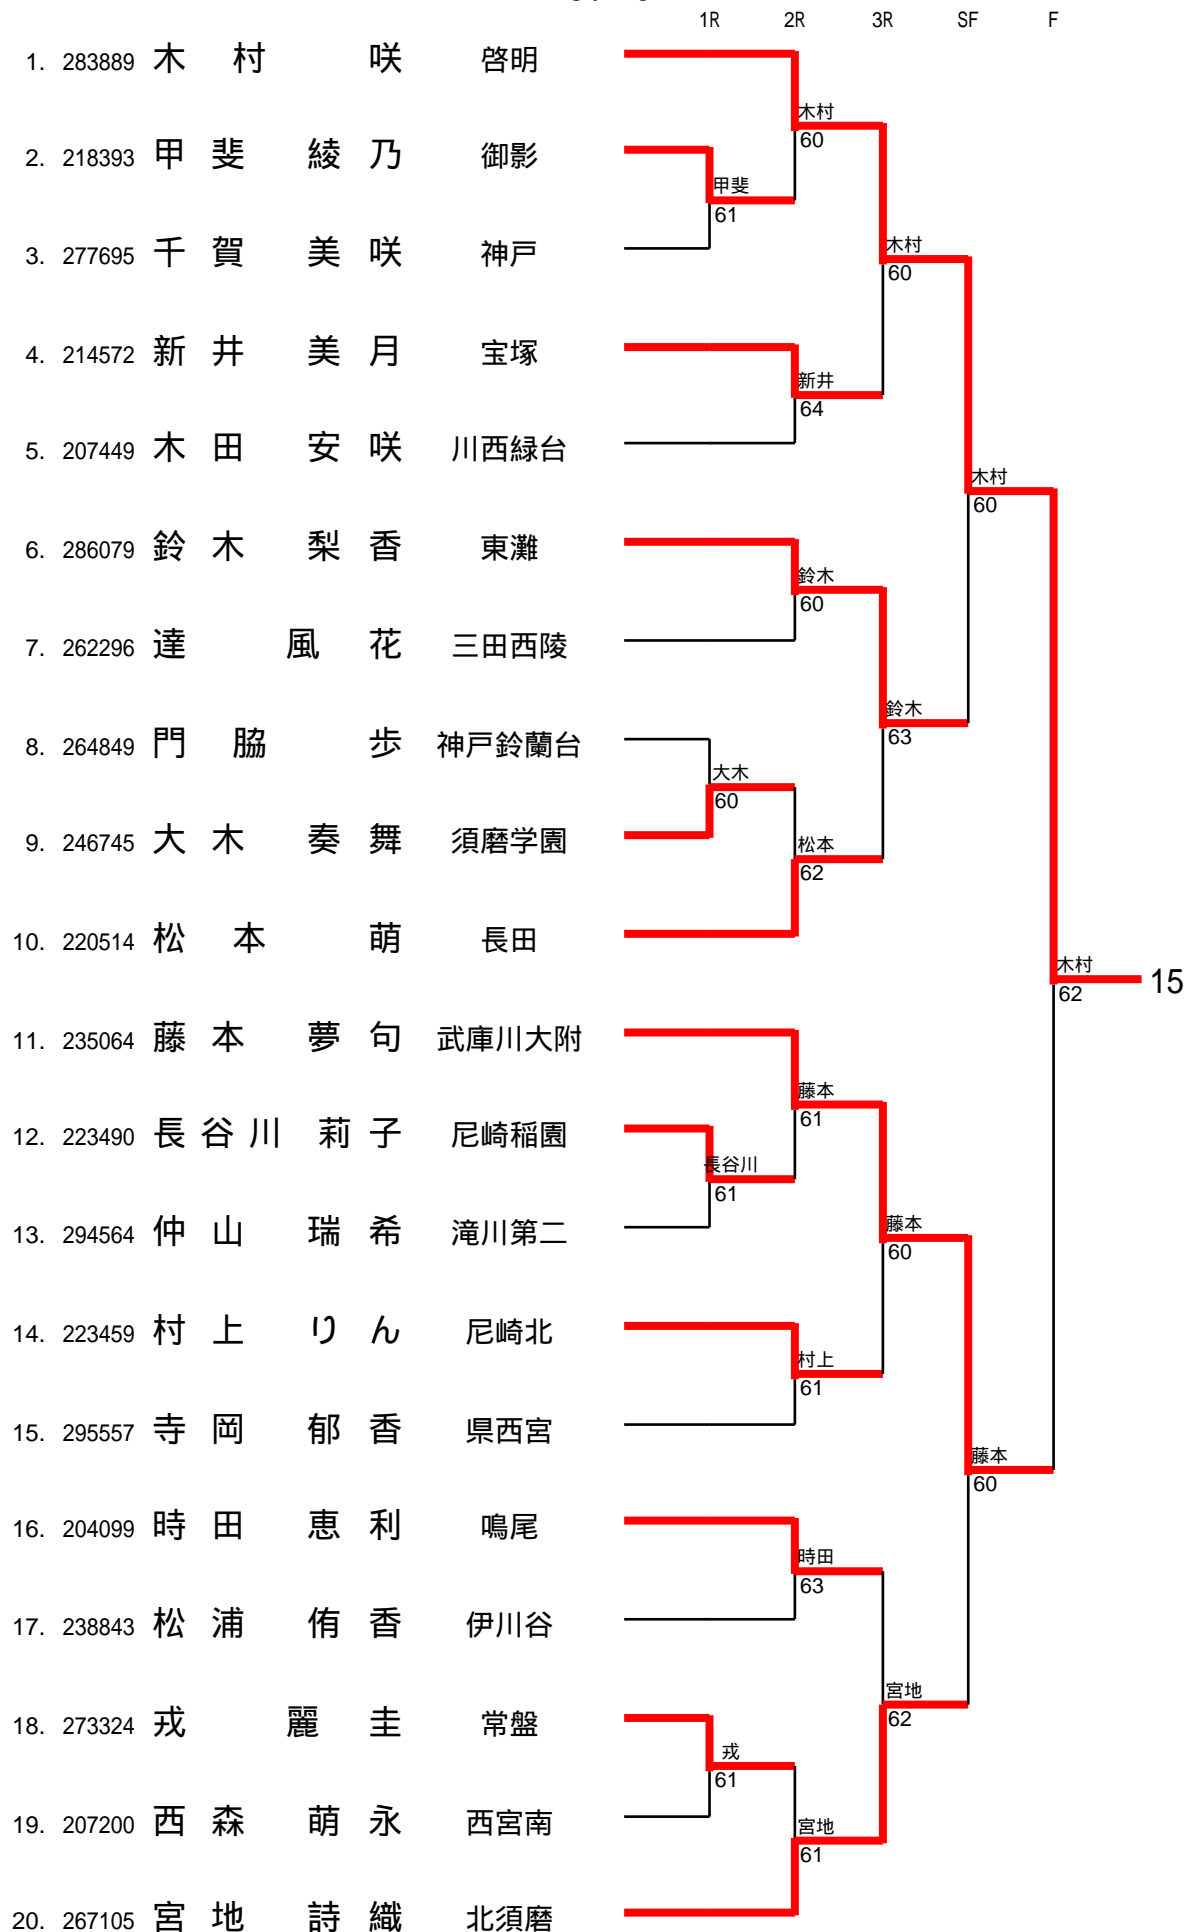 1R 2R 3R SF F
1. 283889 木村 咲 啓明
木村
60
2. 218393 甲斐 綾乃 御影
甲斐
61
3. 277695 千賀 美咲 神戸
木村
60
4. 214572 新井 美月 宝塚
新井
64
5. 207449 木田 安咲 川西緑台
木村
60
6. 286079 鈴木 梨香 東灘
鈴木
60
7. 262296 達 風花 三田西陵
鈴木
63
8. 264849 門脇 歩 神戸鈴蘭台
大木
60
9. 246745 大木 奏舞 須磨学園
松本
62
10. 220514 松本 萌 長田
木村
62
15
11. 235064 藤本 夢句 武庫川大附
藤本
61
12. 223490 長谷川 莉子 尼崎稲園
長谷川
61
13. 294564 仲山 瑞希 滝川第二
藤本
60
14. 223459 村上 りん 尼崎北
村上
61
15. 295557 寺岡 郁香 県西宮
藤本
60
16. 204099 時田 恵利 鳴尾
時田
63
17. 238843 松浦 侑香 伊川谷
宮地
62
18. 273324 戎 麗圭 常盤
戎
61
19. 207200 西森 萌永 西宮南
宮地
61
20. 267105 宮地 詩織 北須磨